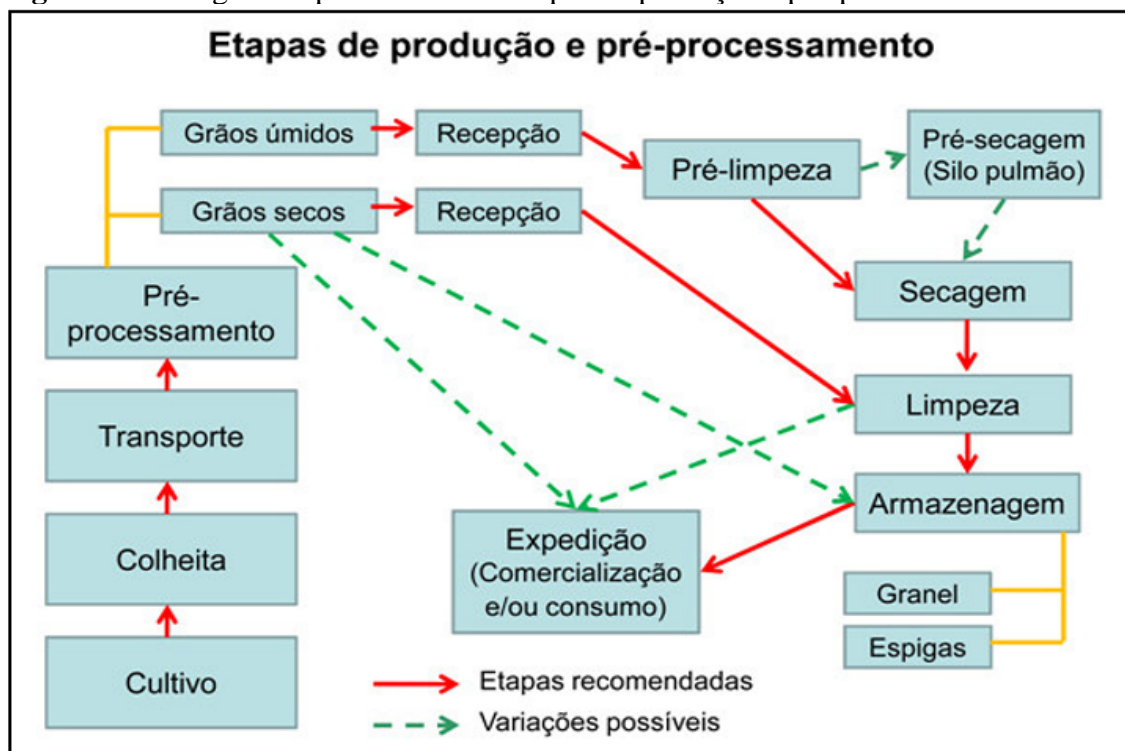 Etapas de produção e pré-processamento
Grãos úmidos
Recepção
Pré-limpeza
Pré-secagem
(Silo pulmão)
Grãos secos
Recepção
Secagem
Pré-
processamento
Limpeza
Transporte
Armazenagem
Expedição
(Comercialização
e/ou consumo)
Colheita
Granel
Espigas
Cultivo
Etapas recomendadas
Variações possíveis